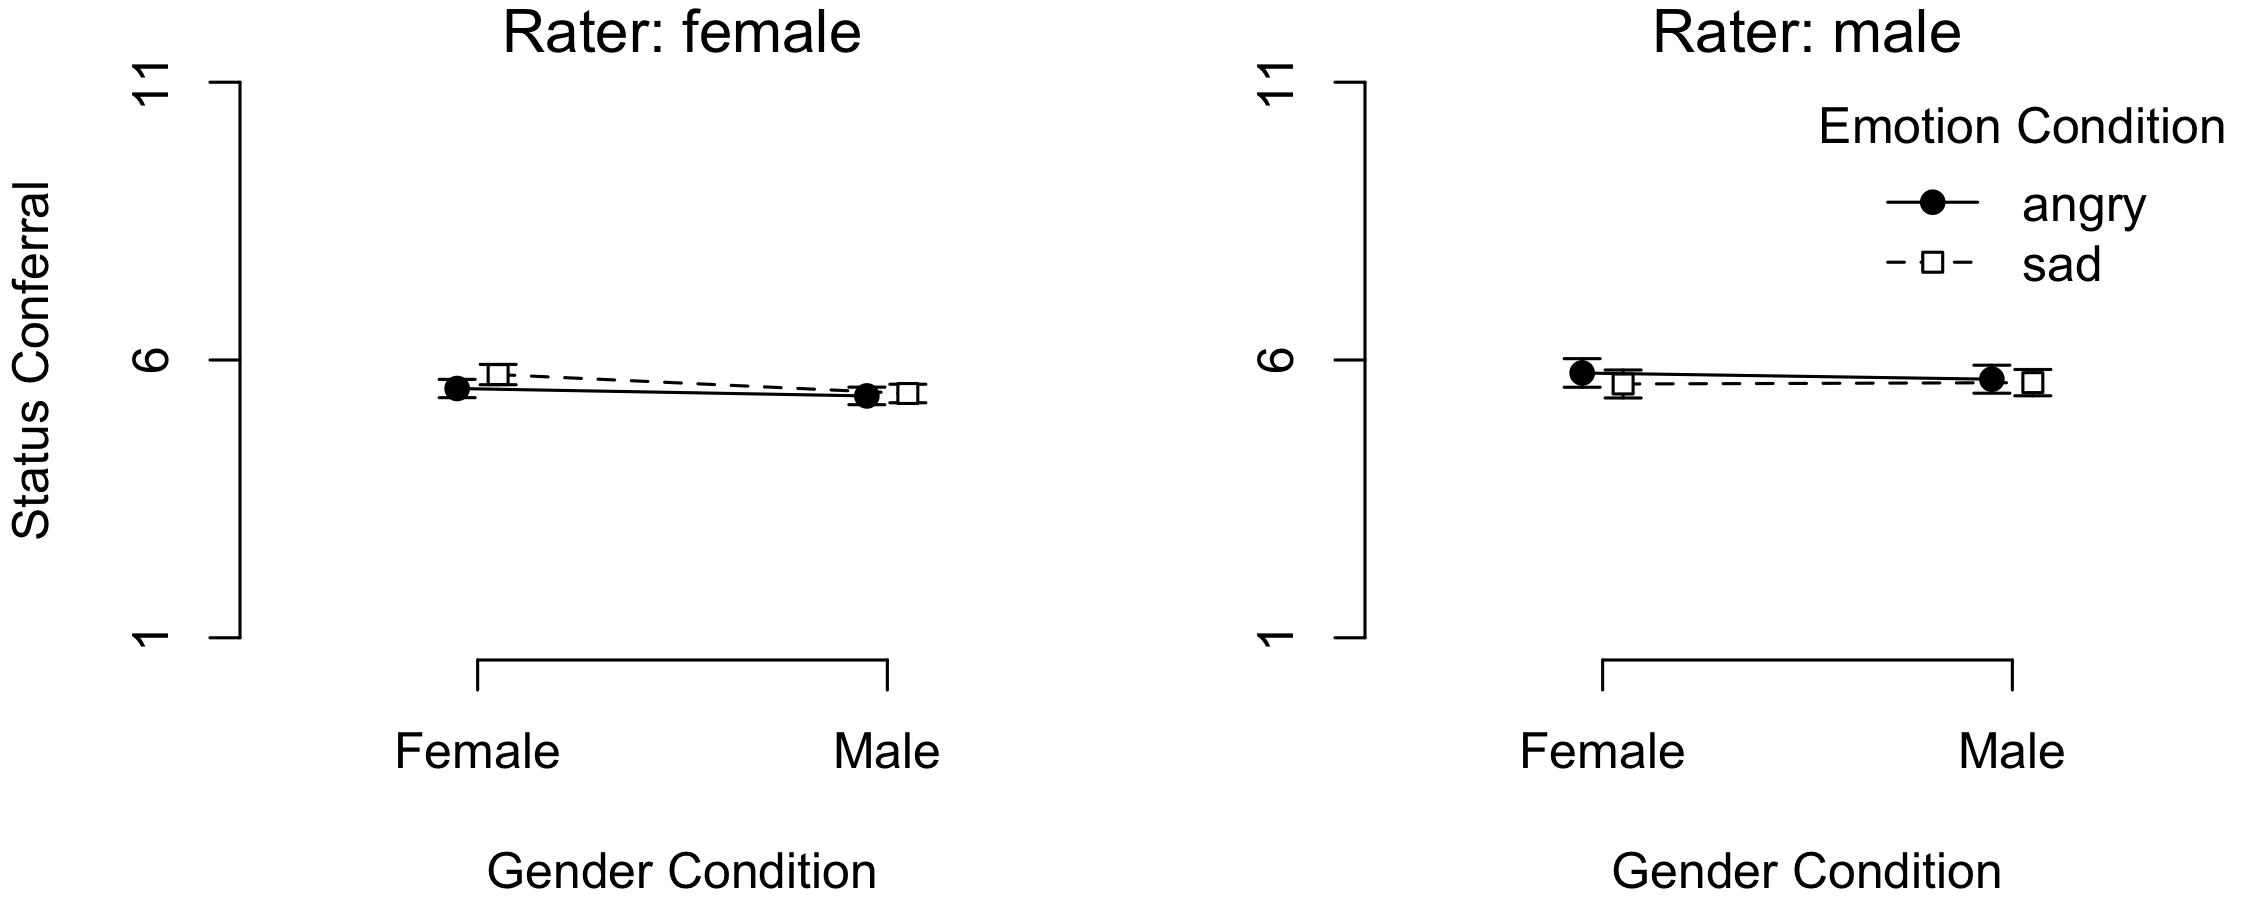 Rater: female
Status Conferral
11
6
1
Female Male
Gender Condition
Rater: male
11
6
1
Emotion Condition
angry
sad
Female Male
Gender Condition